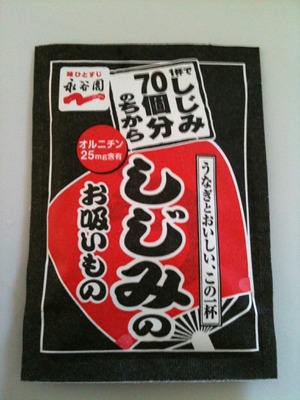 味ひとすじ
永谷園
1杯で
しじみ
70個分
のちから
オルニチン
25mg含有
しじみの
お吸いもの
うなぎとおいしい、この一杯